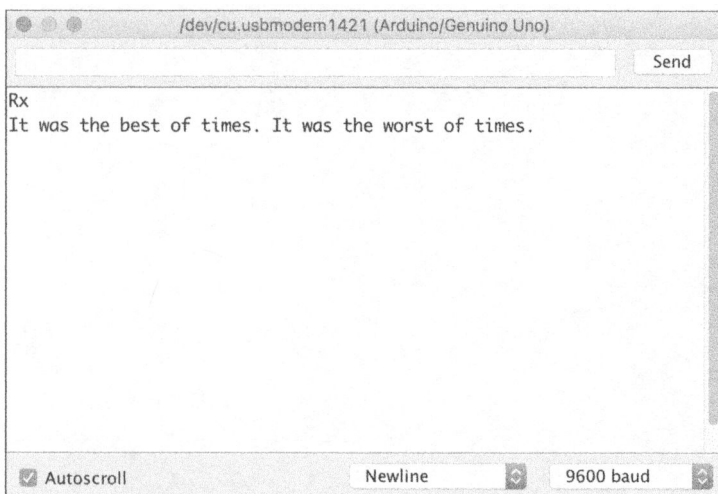 /dev/cu.usbmodem1421 (Arduino/Genuino Uno)
Send
Rx
It was the best of times. It was the worst of times.
Autoscroll
Newline
9600 baud